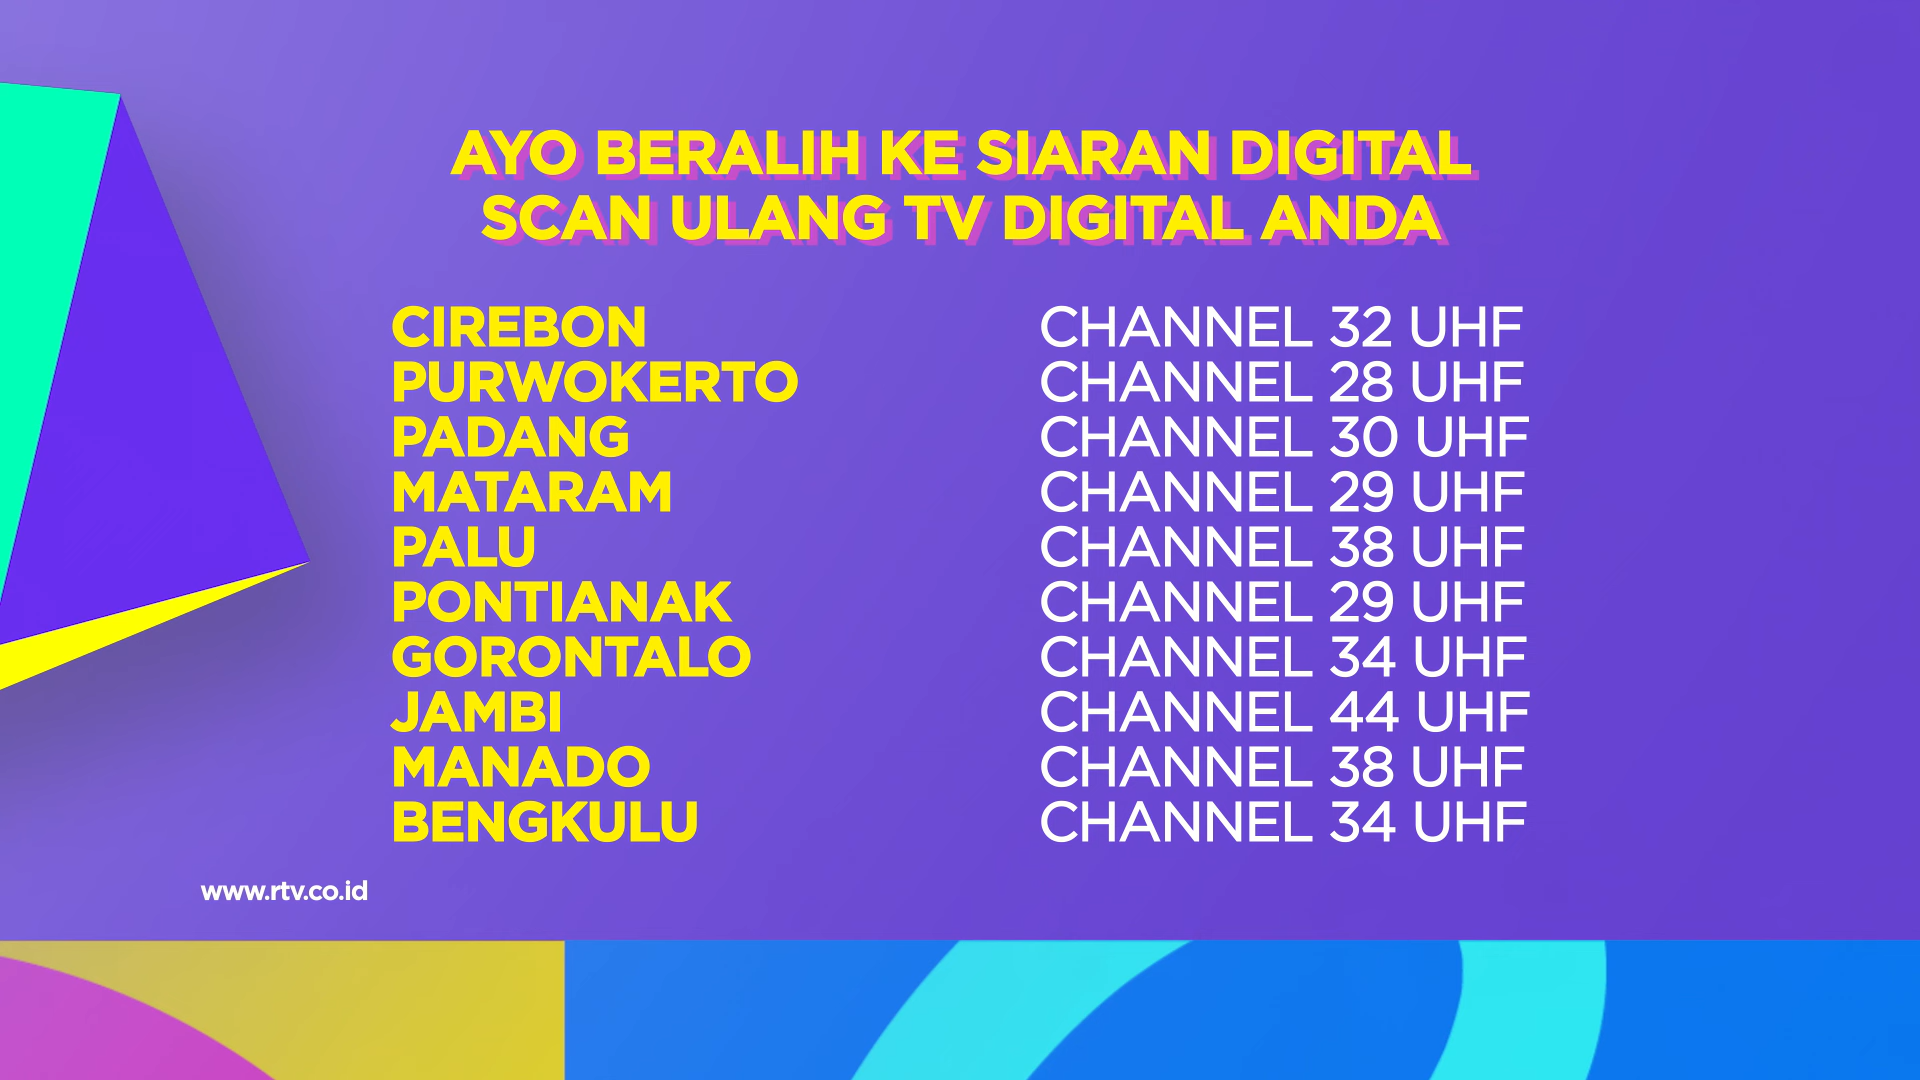 AYO BERALIH KE SIARAN DIGITAL
SCAN ULANG TV DIGITAL ANDA
CIREBON CHANNEL 32 UHF
PURWOKERTO CHANNEL 28 UHF
PADANG CHANNEL 30 UHF
MATARAM CHANNEL 29 UHF
PALU CHANNEL 38 UHF
PONTIANAK CHANNEL 29 UHF
GORONTALO CHANNEL 34 UHF
JAMBI CHANNEL 44 UHF
MANADO CHANNEL 38 UHF
BENGKULU CHANNEL 34 UHF
www.rtv.co.id